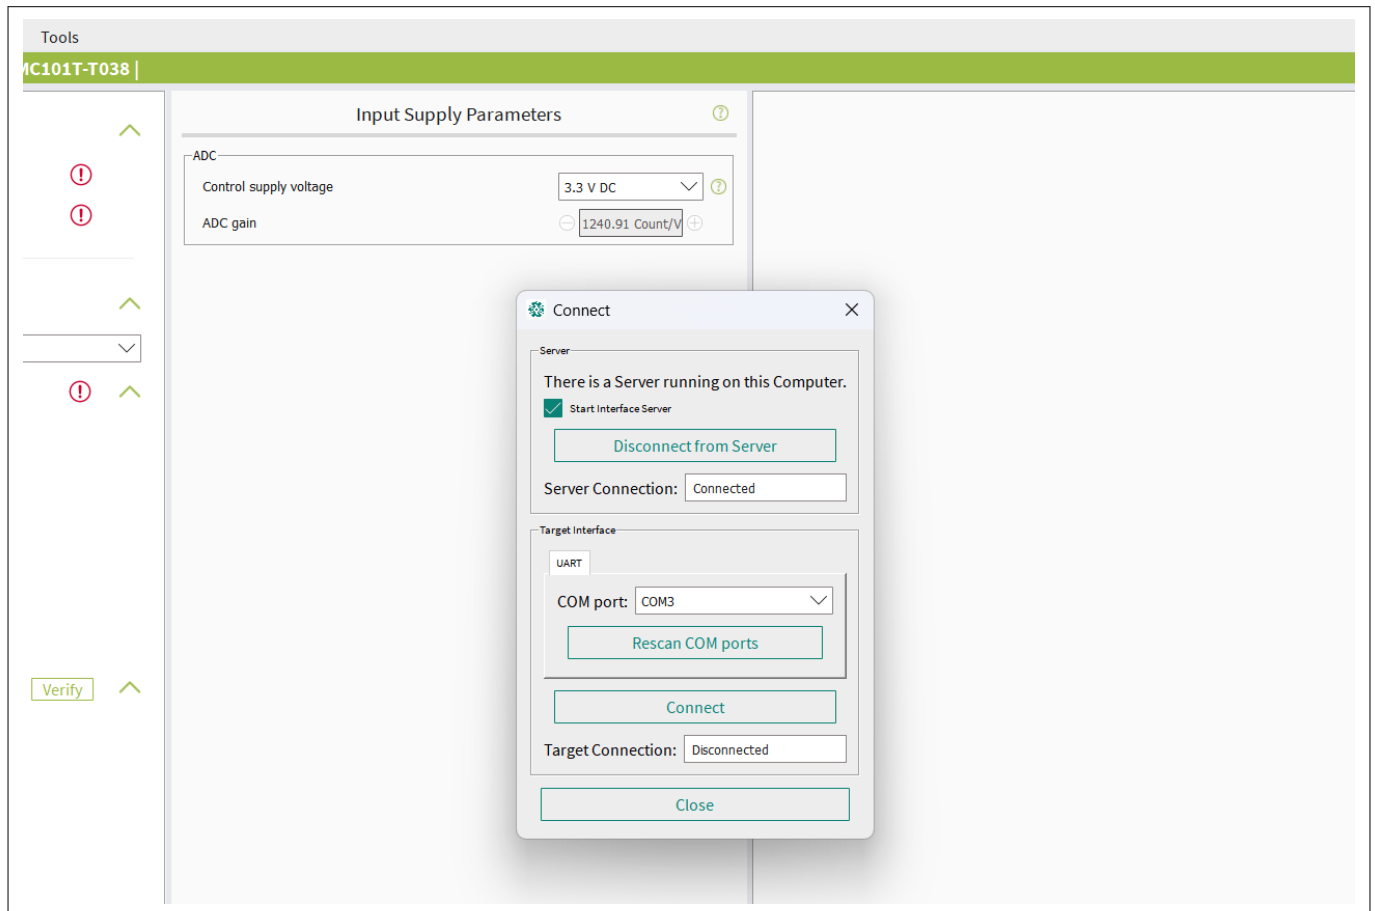 Tools
MC101T-T038 |
Input Supply Parameters
ADC
Control supply voltage
3.3 V DC
ADC gain
1240.91 Count/V
Connect
Server
There is a Server running on this Computer.
Start Interface Server
Disconnect from Server
Server Connection: Connected
Target Interface
UART
COM port: COM3
Rescan COM ports
Verify
Connect
Target Connection: Disconnected
Close